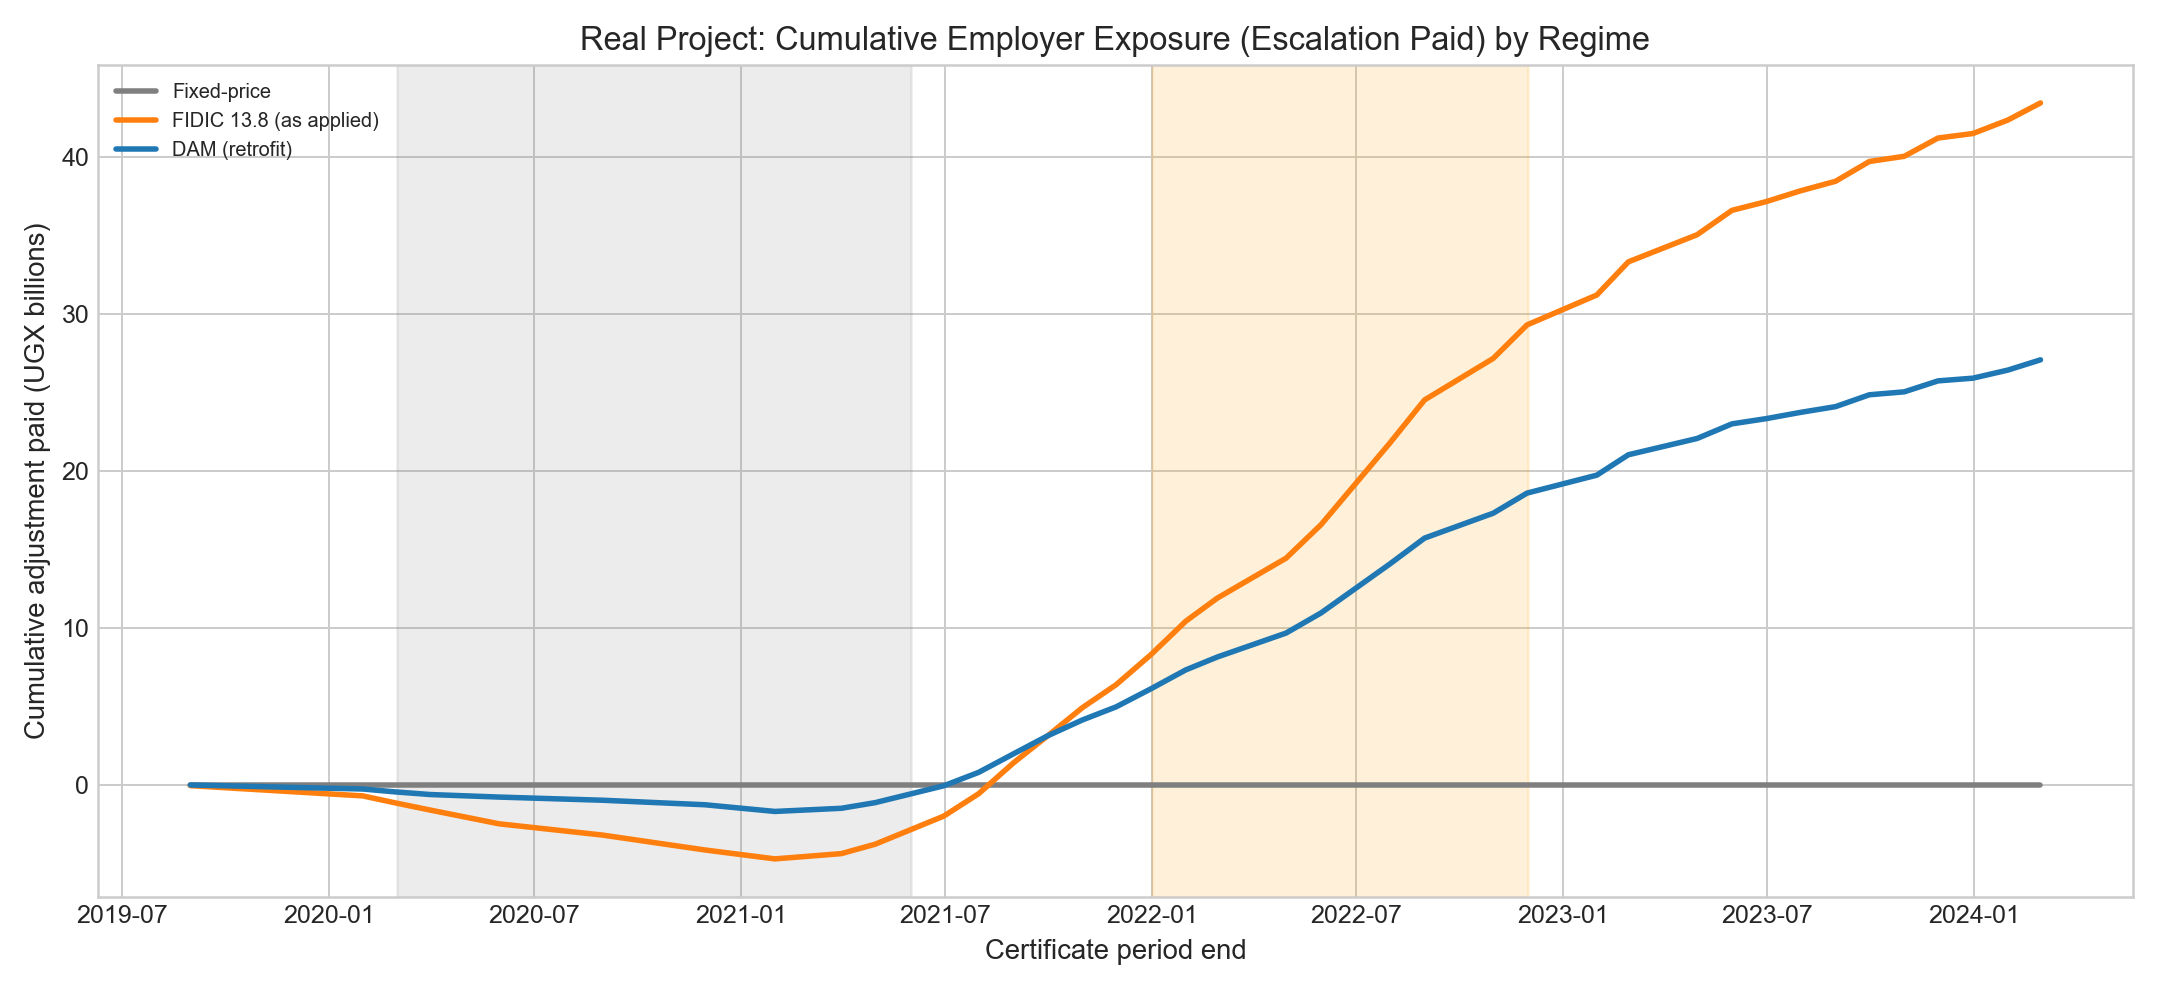 Real Project: Cumulative Employer Exposure (Escalation Paid) by Regime
Fixed-price
FIDIC 13.8 (as applied)
DAM (retrofit)
Cumulative adjustment paid (UGX billions)
40
30
20
10
0
2019-07 2020-01 2020-07 2021-01 2021-07 2022-01 2022-07 2023-01 2023-07 2024-01
Certificate period end